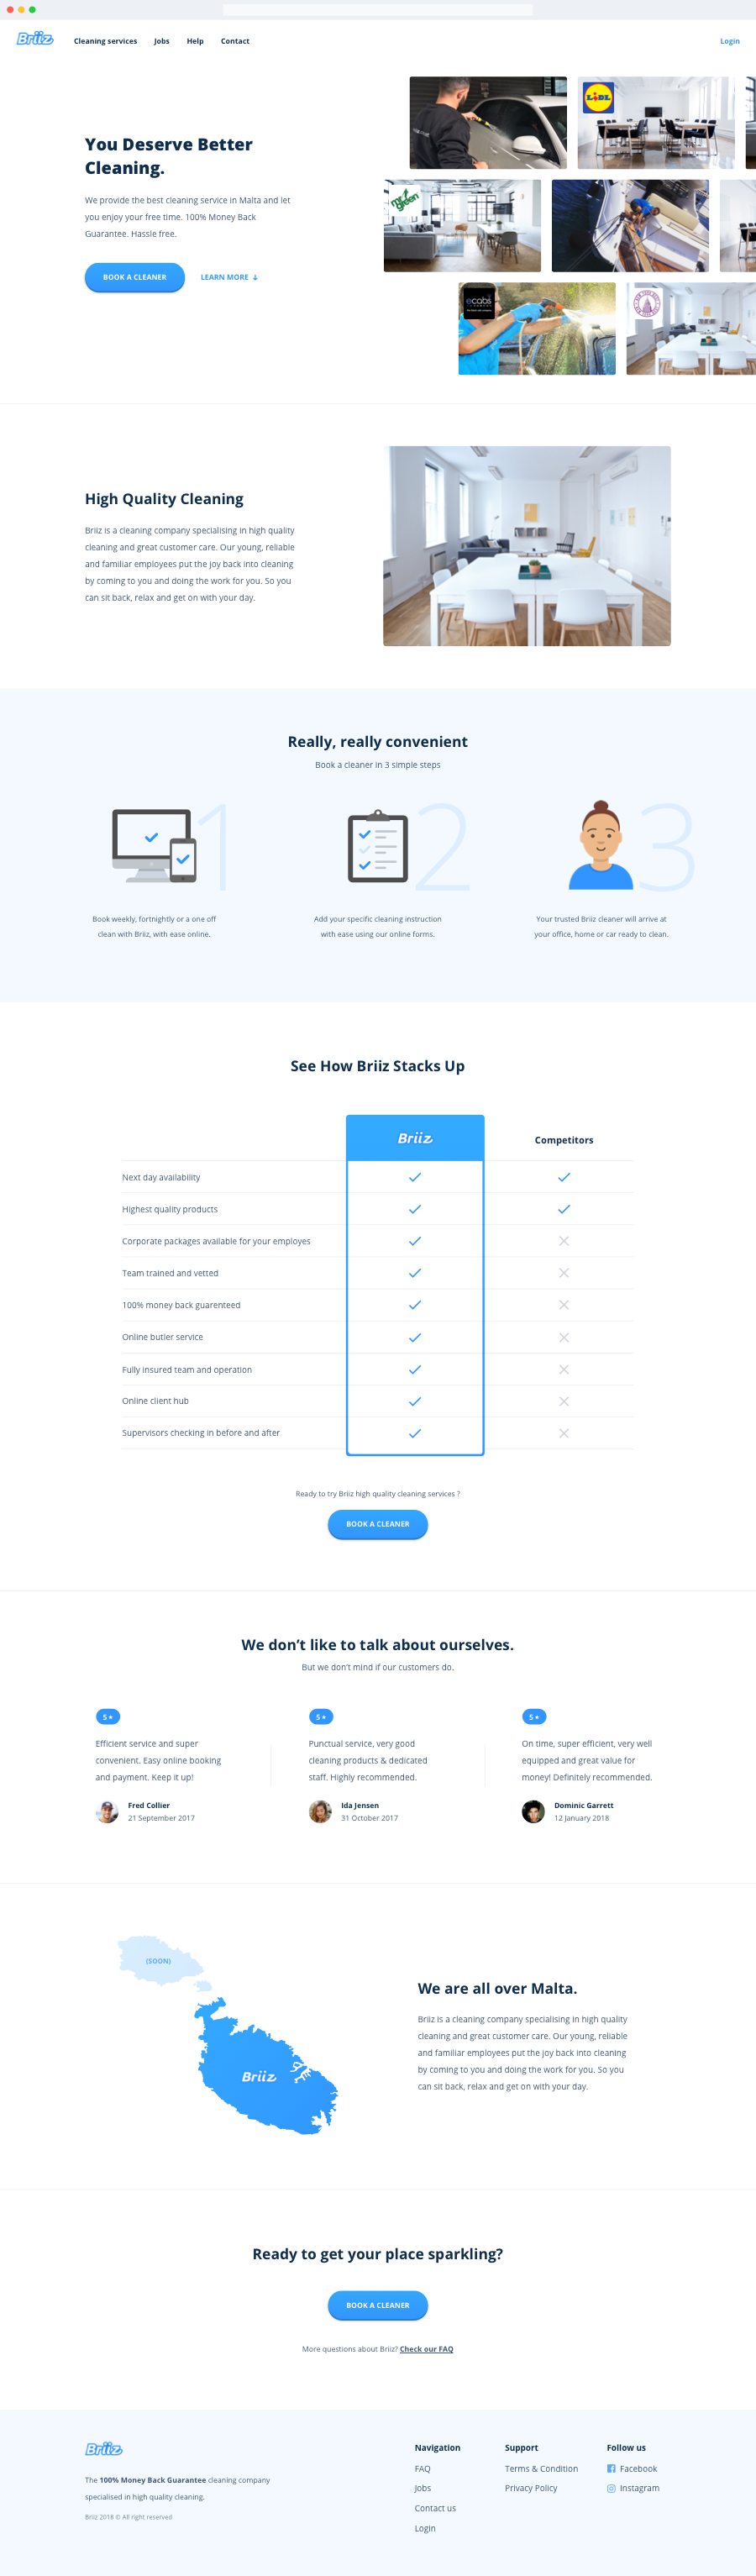 Briiz Cleaning services Jobs Help Contact Login
You Deserve Better
Cleaning.
We provide the best cleaning service in Malta and let
you enjoy your free time. 100% Money Back
Guarantee. Hassle free.
BOOK A CLEANER LEARN MORE ↓
LIDL
mr green
ecabs
High Quality Cleaning
Briiz is a cleaning company specialising in high quality
cleaning and great customer care. Our young, reliable
and familiar employees put the joy back into cleaning
by coming to you and doing the work for you. So you
can sit back, relax and get on with your day.
Really, really convenient
Book a cleaner in 3 simple steps
1
2
3
Book weekly, fortnightly or a one off
clean with Briiz, with ease online.
Add your specific cleaning instruction
with ease using our online forms.
Your trusted Briiz cleaner will arrive at
your office, home or car ready to clean.
See How Briiz Stacks Up
Briiz Competitors
Next day availability
Highest quality products
Corporate packages available for your employes
Team trained and vetted
100% money back guarenteed
Online butler service
Fully insured team and operation
Online client hub
Supervisors checking in before and after
Ready to try Briiz high quality cleaning services ?
BOOK A CLEANER
We don’t like to talk about ourselves.
But we don't mind if our customers do.
5 ★
Efficient service and super
convenient. Easy online booking
and payment. Keep it up!
Fred Collier
21 September 2017
5 ★
Punctual service, very good
cleaning products & dedicated
staff. Highly recommended.
Ida Jensen
31 October 2017
5 ★
On time, super efficient, very well
equipped and great value for
money! Definitely recommended.
Dominic Garrett
12 January 2018
(SOON)
Briiz
We are all over Malta.
Briiz is a cleaning company specialising in high quality
cleaning and great customer care. Our young, reliable
and familiar employees put the joy back into cleaning
by coming to you and doing the work for you. So you
can sit back, relax and get on with your day.
Ready to get your place sparkling?
BOOK A CLEANER
More questions about Briiz? Check our FAQ
Briiz
The 100% Money Back Guarantee cleaning company
specialised in high quality cleaning.
Briiz 2018 © All right reserved
Navigation
FAQ
Jobs
Contact us
Login
Support
Terms & Condition
Privacy Policy
Follow us
Facebook
Instagram